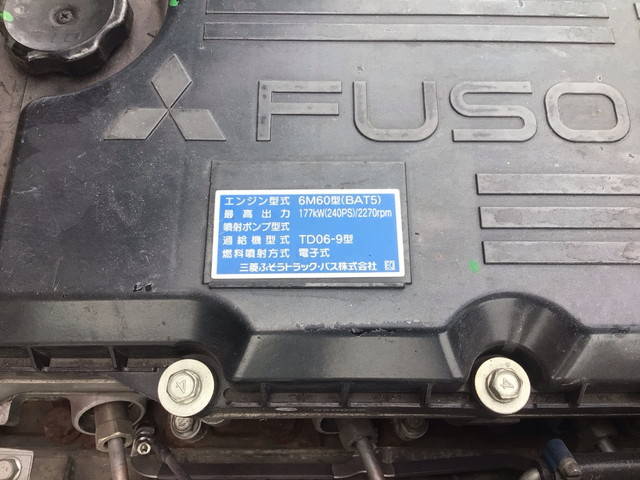 FUSO
エンジン型式 6M60型(BAT5)
最高出力 177kW(240PS)/2270rpm
噴射ポンプ型式
過給機型式 TD06-9型
燃料噴射方式 電子式
三菱ふそうトラック・バス株式会社
4
4